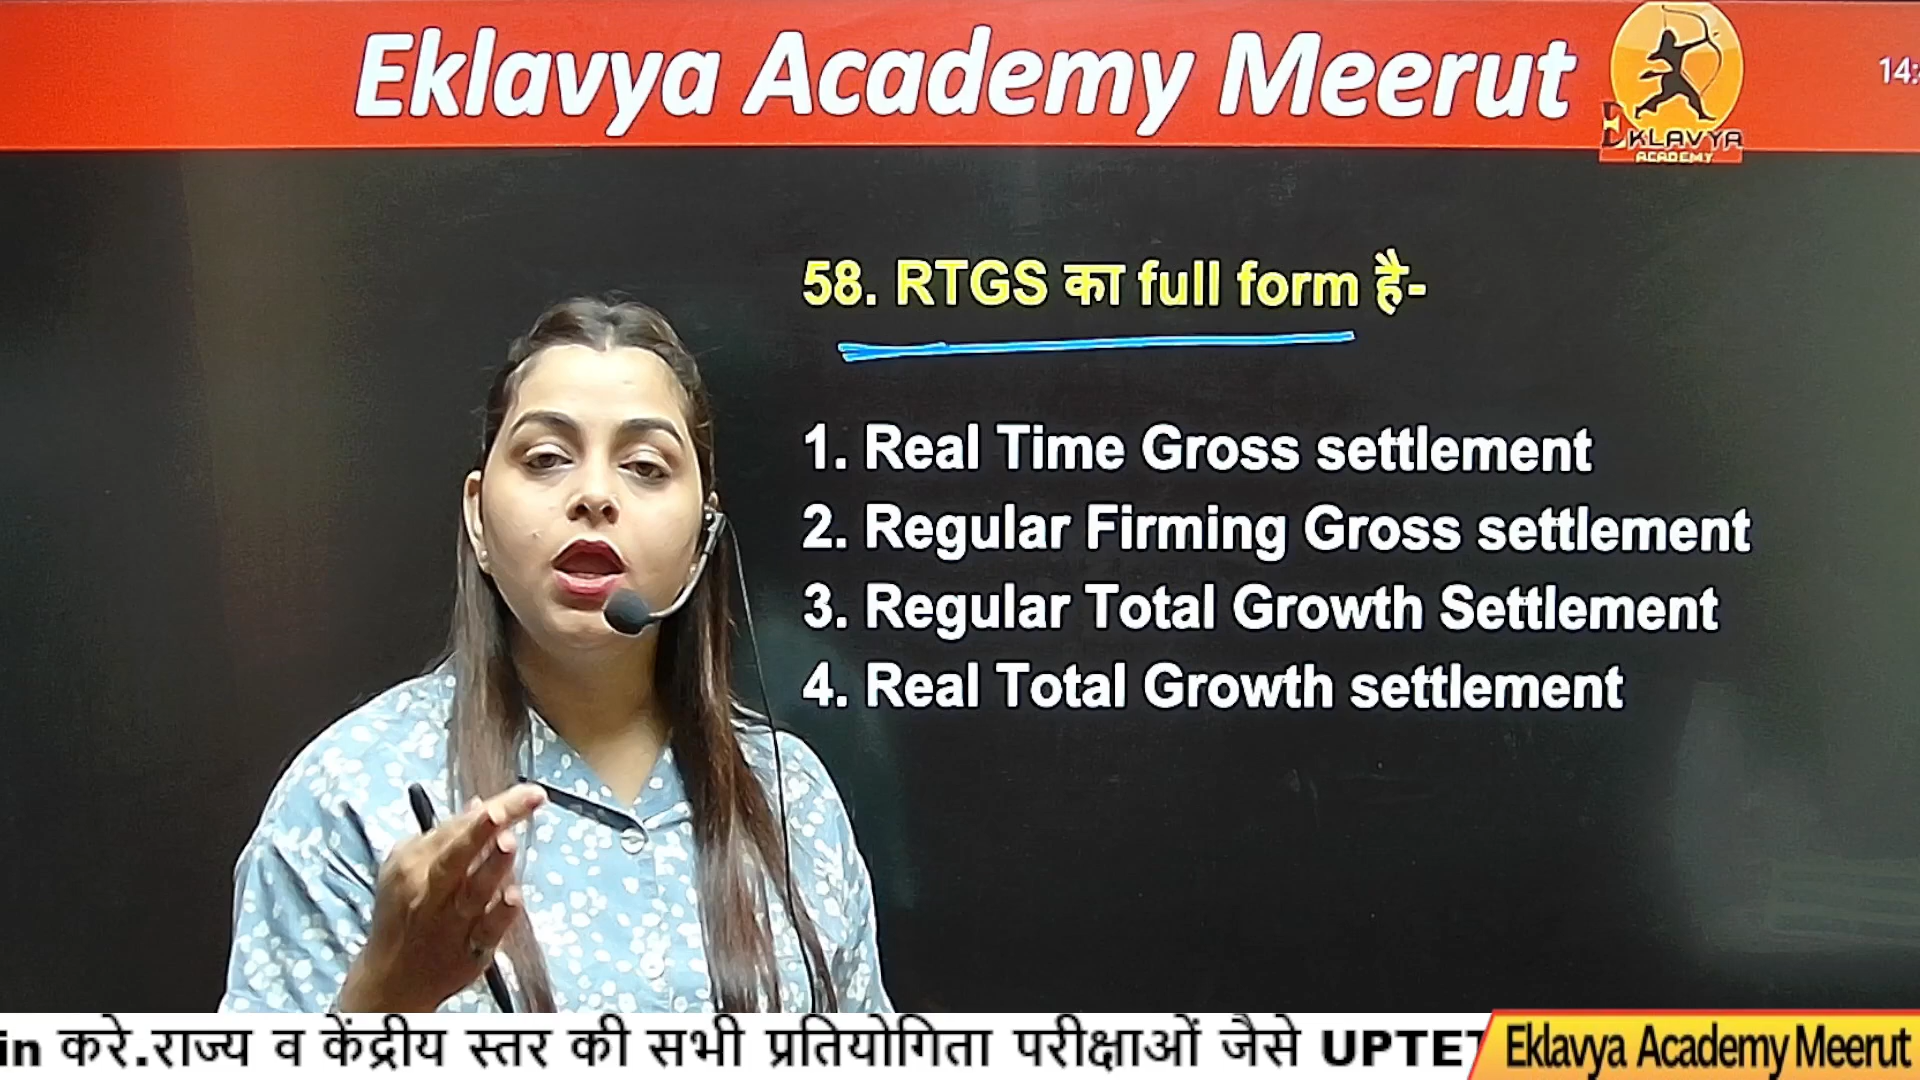 Eklavya Academy Meerut
EKLAVYA
ACADEMY
14:
58. RTGS का full form है-
1. Real Time Gross settlement
2. Regular Firming Gross settlement
3. Regular Total Growth Settlement
4. Real Total Growth settlement
in करे.राज्य व केंद्रीय स्तर की सभी प्रतियोगिता परीक्षाओं जैसे UPTET
Eklavya Academy Meerut